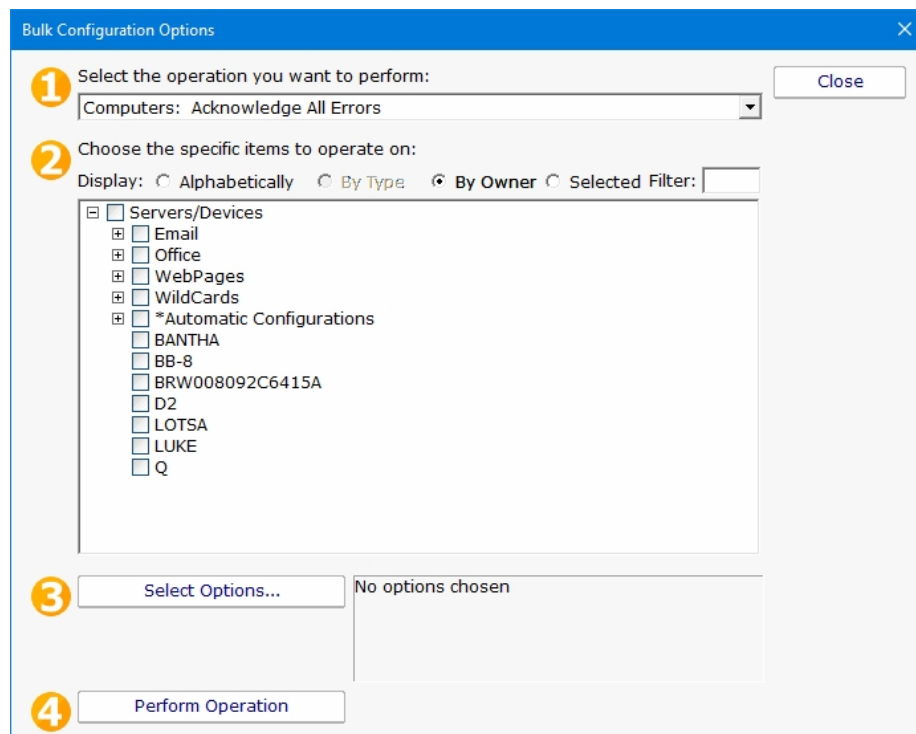 Bulk Configuration Options
1 Select the operation you want to perform:
Close
Computers: Acknowledge All Errors
2 Choose the specific items to operate on:
Display: Alphabetically By Type By Owner Selected Filter:
Servers/Devices
Email
Office
WebPages
WildCards
*Automatic Configurations
BANTHA
BB-8
BRW008092C6415A
D2
LOTSA
LUKE
Q
3 Select Options... No options chosen
4 Perform Operation